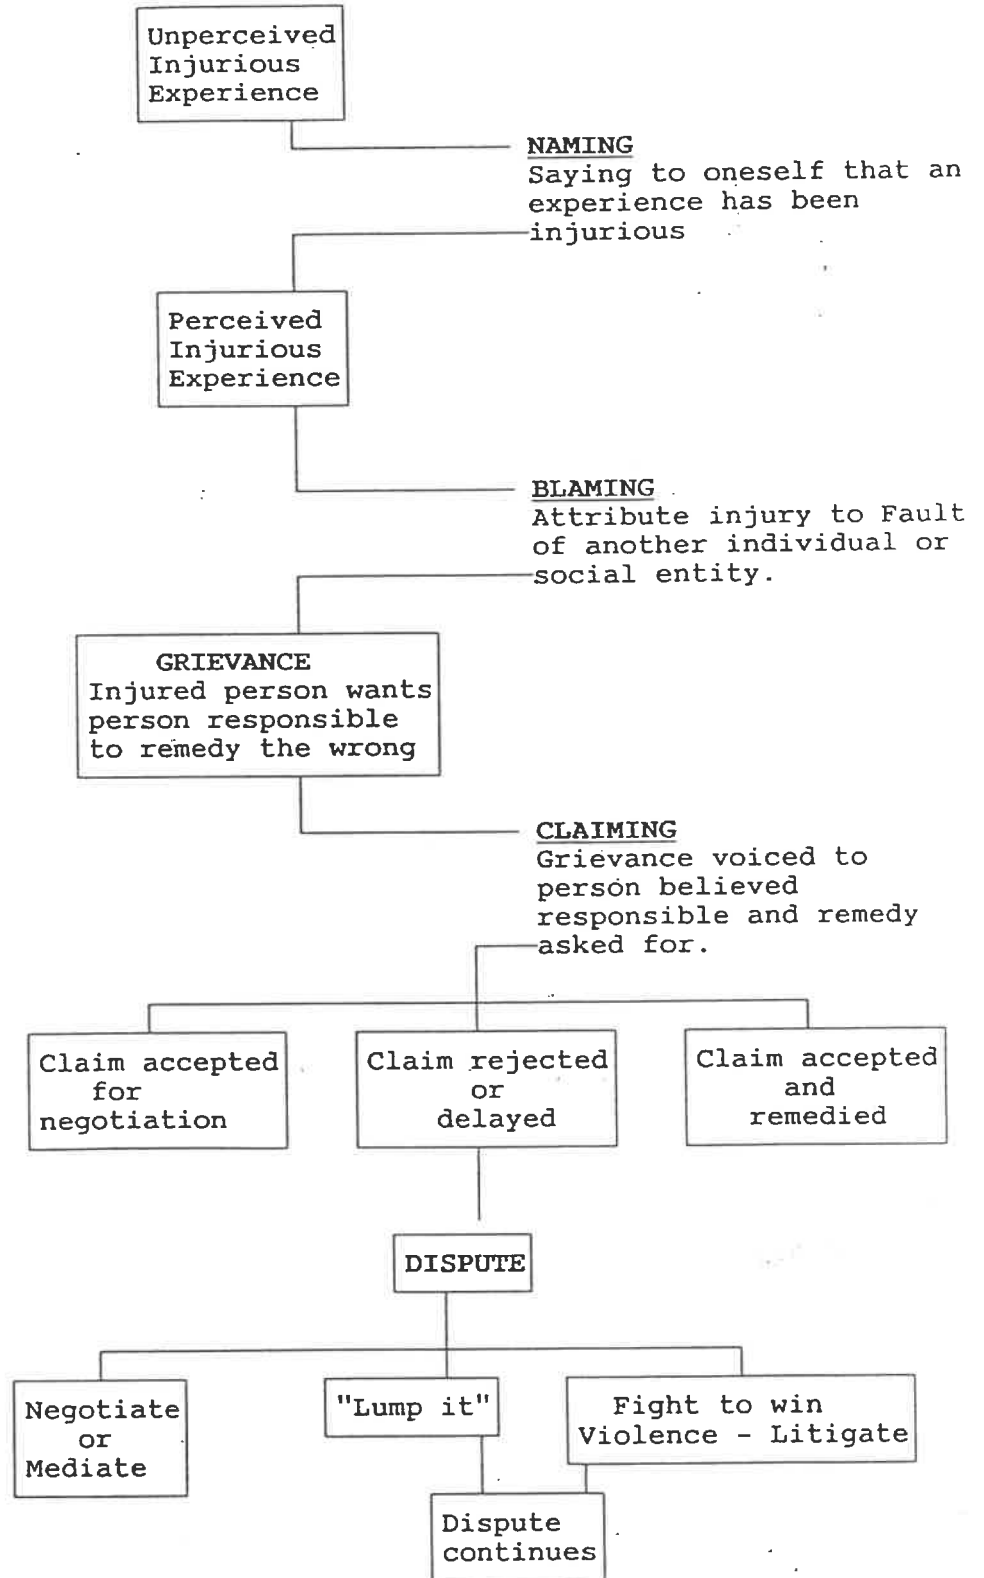 Unperceived
Injurious
Experience
NAMING
Saying to oneself that an
experience has been
injurious
Perceived
Injurious
Experience
BLAMING
Attribute injury to Fault
of another individual or
social entity.
GRIEVANCE
Injured person wants
person responsible
to remedy the wrong
CLAIMING
Grievance voiced to
person believed
responsible and remedy
asked for.
Claim accepted
for
negotiation
Claim rejected
or
delayed
Claim accepted
and
remedied
DISPUTE
Negotiate
or
Mediate
"Lump it"
Fight to win
Violence - Litigate
Dispute
continues